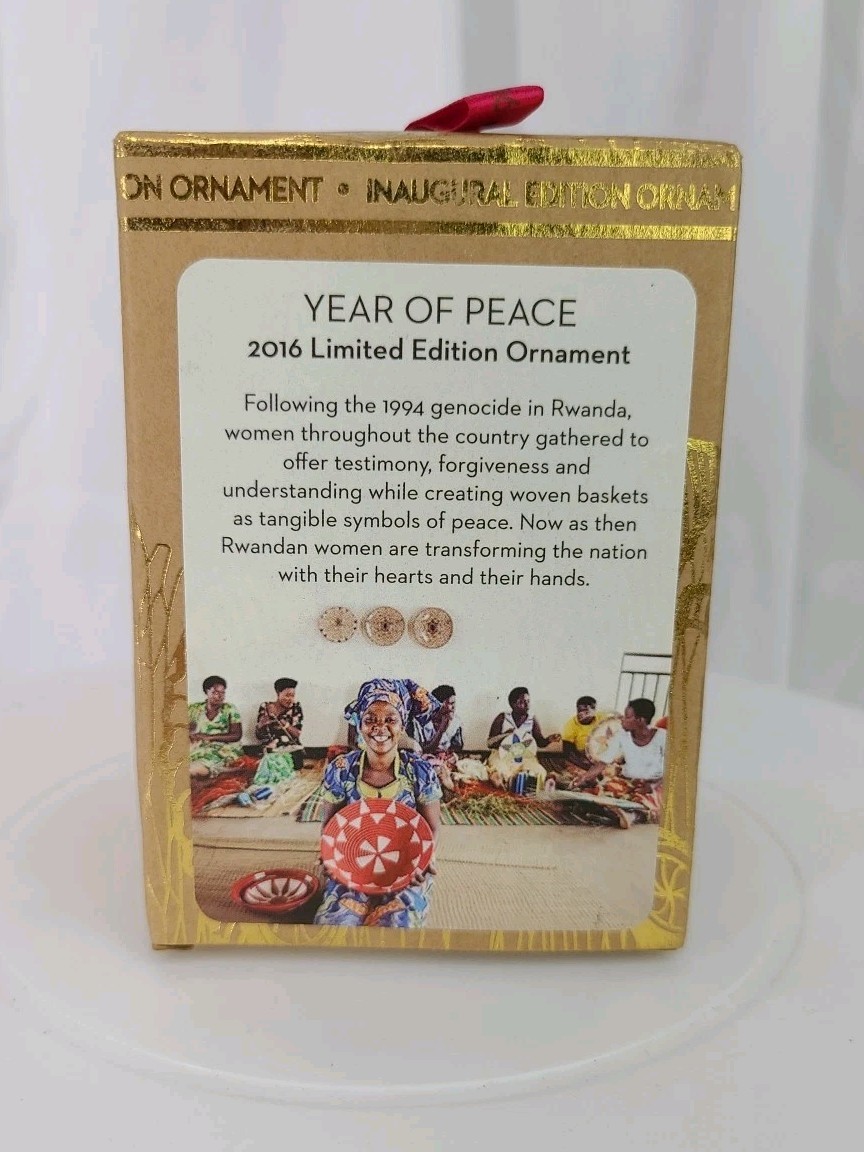 ON ORNAMENT • INAUGURAL EDITION ORNAM
YEAR OF PEACE
2016 Limited Edition Ornament
Following the 1994 genocide in Rwanda,
women throughout the country gathered to
offer testimony, forgiveness and
understanding while creating woven baskets
as tangible symbols of peace. Now as then
Rwandan women are transforming the nation
with their hearts and their hands.